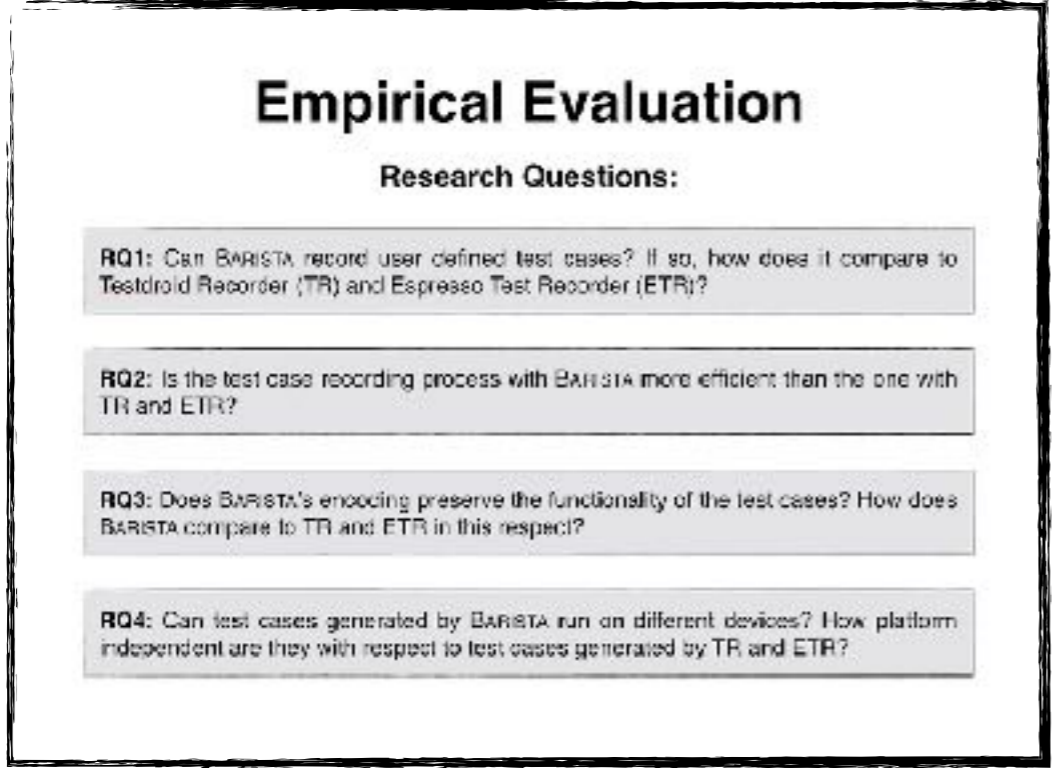 Empirical Evaluation
Research Questions:
RQ1: Can BARISTA record user defined test cases? If so, how does it compare to
Testdroid Recorder (TR) and Espresso Test Recorder (ETR)?
RQ2: Is the test case recording process with BARISTA more efficient than the one with
TR and ETR?
RQ3: Does BARISTA's encoding preserve the functionality of the test cases? How does
BARISTA compare to TR and ETR in this respect?
RQ4: Can test cases generated by BARISTA run on different devices? How platform
independent are they with respect to test cases generated by TR and ETR?